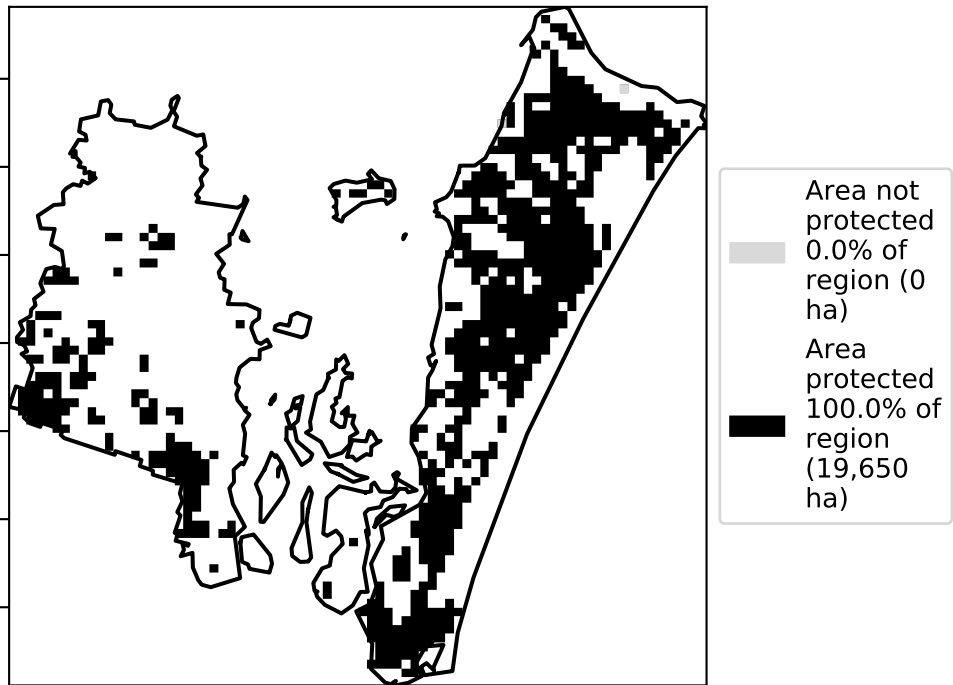 Area not
protected
0.0% of
region (0
ha)
Area
protected
100.0% of
region
(19,650
ha)